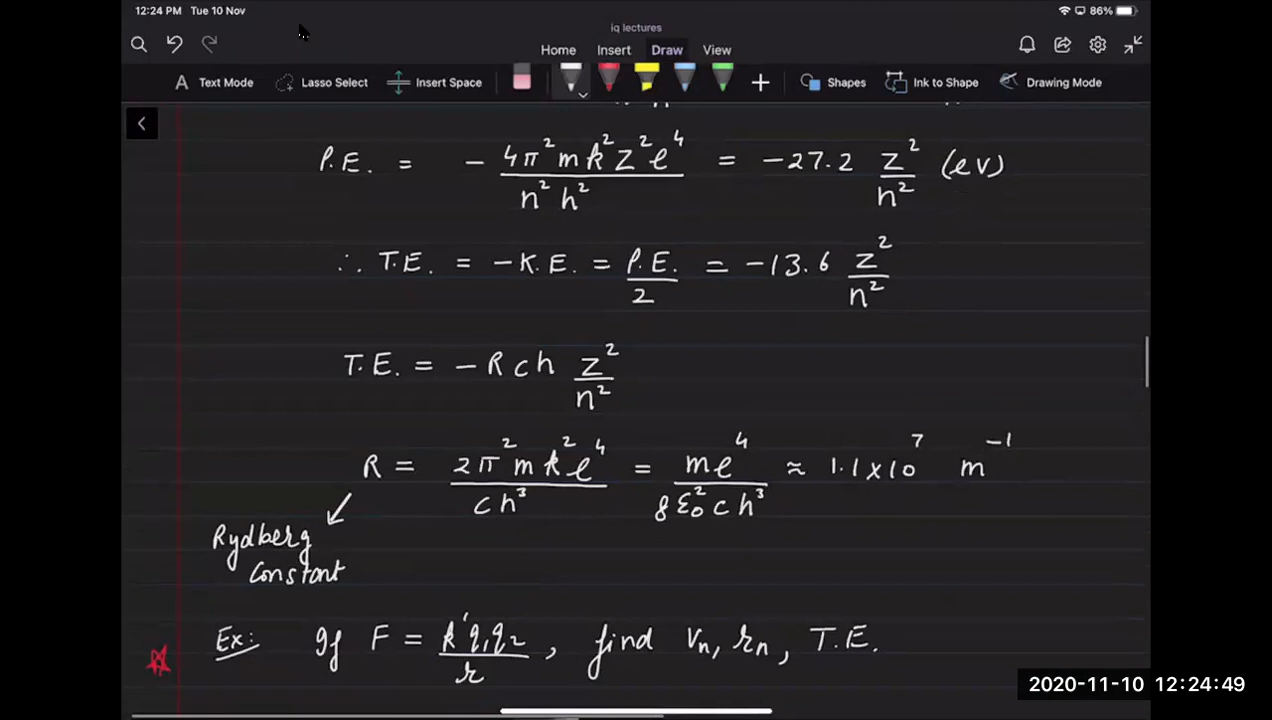 12:24 PM Tue 10 Nov
86%
iq lectures
Home Insert Draw View
Text Mode Lasso Select Insert Space Shapes Ink to Shape Drawing Mode
P.E. = - 4π²mk²z²e⁴ / n²h² = -27.2 z²/n² (ev)
∴ T.E. = -K.E. = P.E./2 = -13.6 z²/n²
T.E. = -Rch z²/n²
R = 2π²mk²e⁴ / ch³ = me⁴ / 8ε₀²ch³ ≈ 1.1×10⁷ m⁻¹
Rydberg
Constant
Ex: If F = k'q₁q₂ / r , find vₙ, rₙ, T.E.
2020-11-10 12:24:49